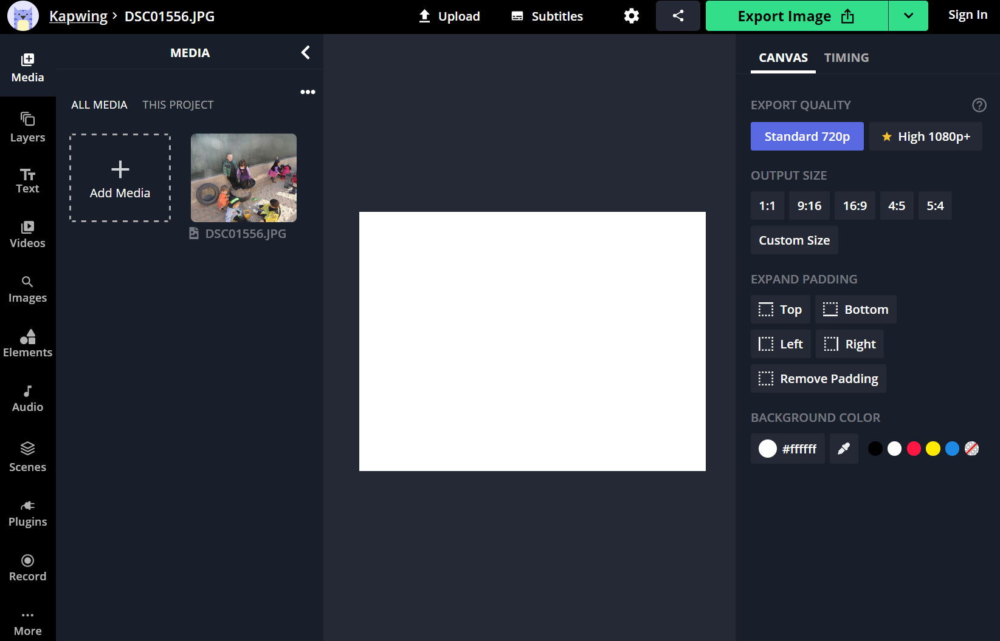 Kapwing > DSC01556.JPG
Upload
Subtitles
Export Image
Sign In
Media
Layers
Text
Videos
Images
Elements
Audio
Scenes
Plugins
Record
More
MEDIA
ALL MEDIA THIS PROJECT
Add Media
DSC01556.JPG
CANVAS TIMING
EXPORT QUALITY
Standard 720p
High 1080p+
OUTPUT SIZE
1:1 9:16 16:9 4:5 5:4
Custom Size
EXPAND PADDING
Top Bottom
Left Right
Remove Padding
BACKGROUND COLOR
#ffffff